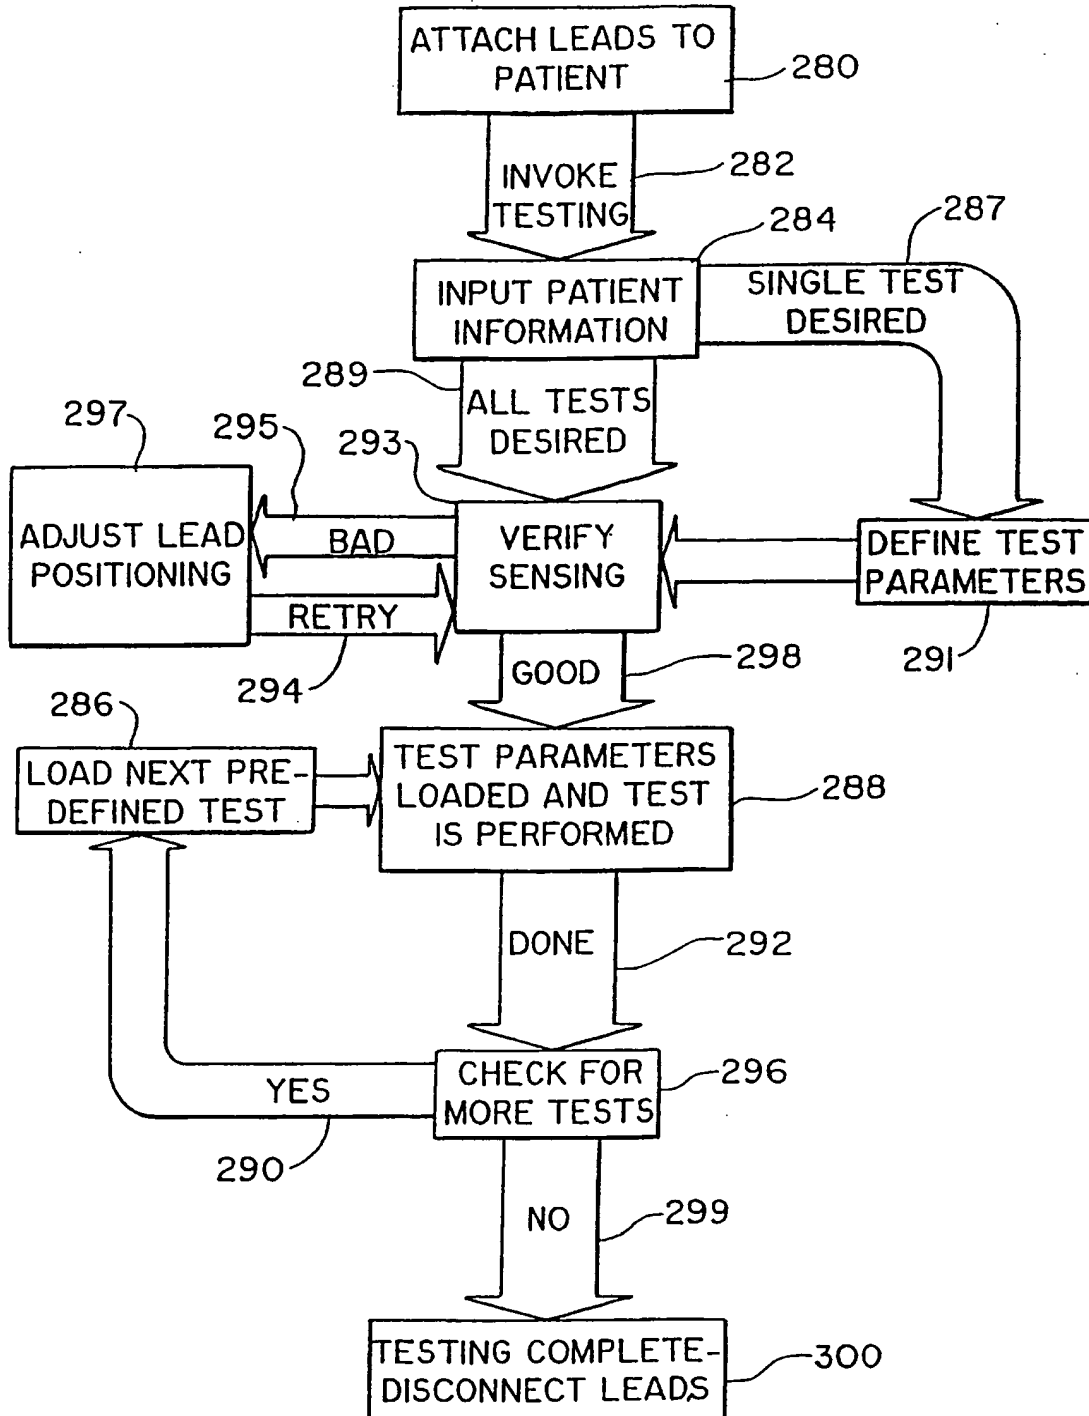 ATTACH LEADS TO
PATIENT
280
INVOKE
TESTING
282
284
287
INPUT PATIENT
INFORMATION
SINGLE TEST
DESIRED
289
ALL TESTS
DESIRED
297
295
293
ADJUST LEAD
POSITIONING
BAD
VERIFY
SENSING
DEFINE TEST
PARAMETERS
RETRY
294
GOOD
298
291
286
LOAD NEXT PRE-
DEFINED TEST
TEST PARAMETERS
LOADED AND TEST
IS PERFORMED
288
DONE
292
CHECK FOR
MORE TESTS
296
YES
290
NO
299
TESTING COMPLETE-
DISCONNECT LEADS
300